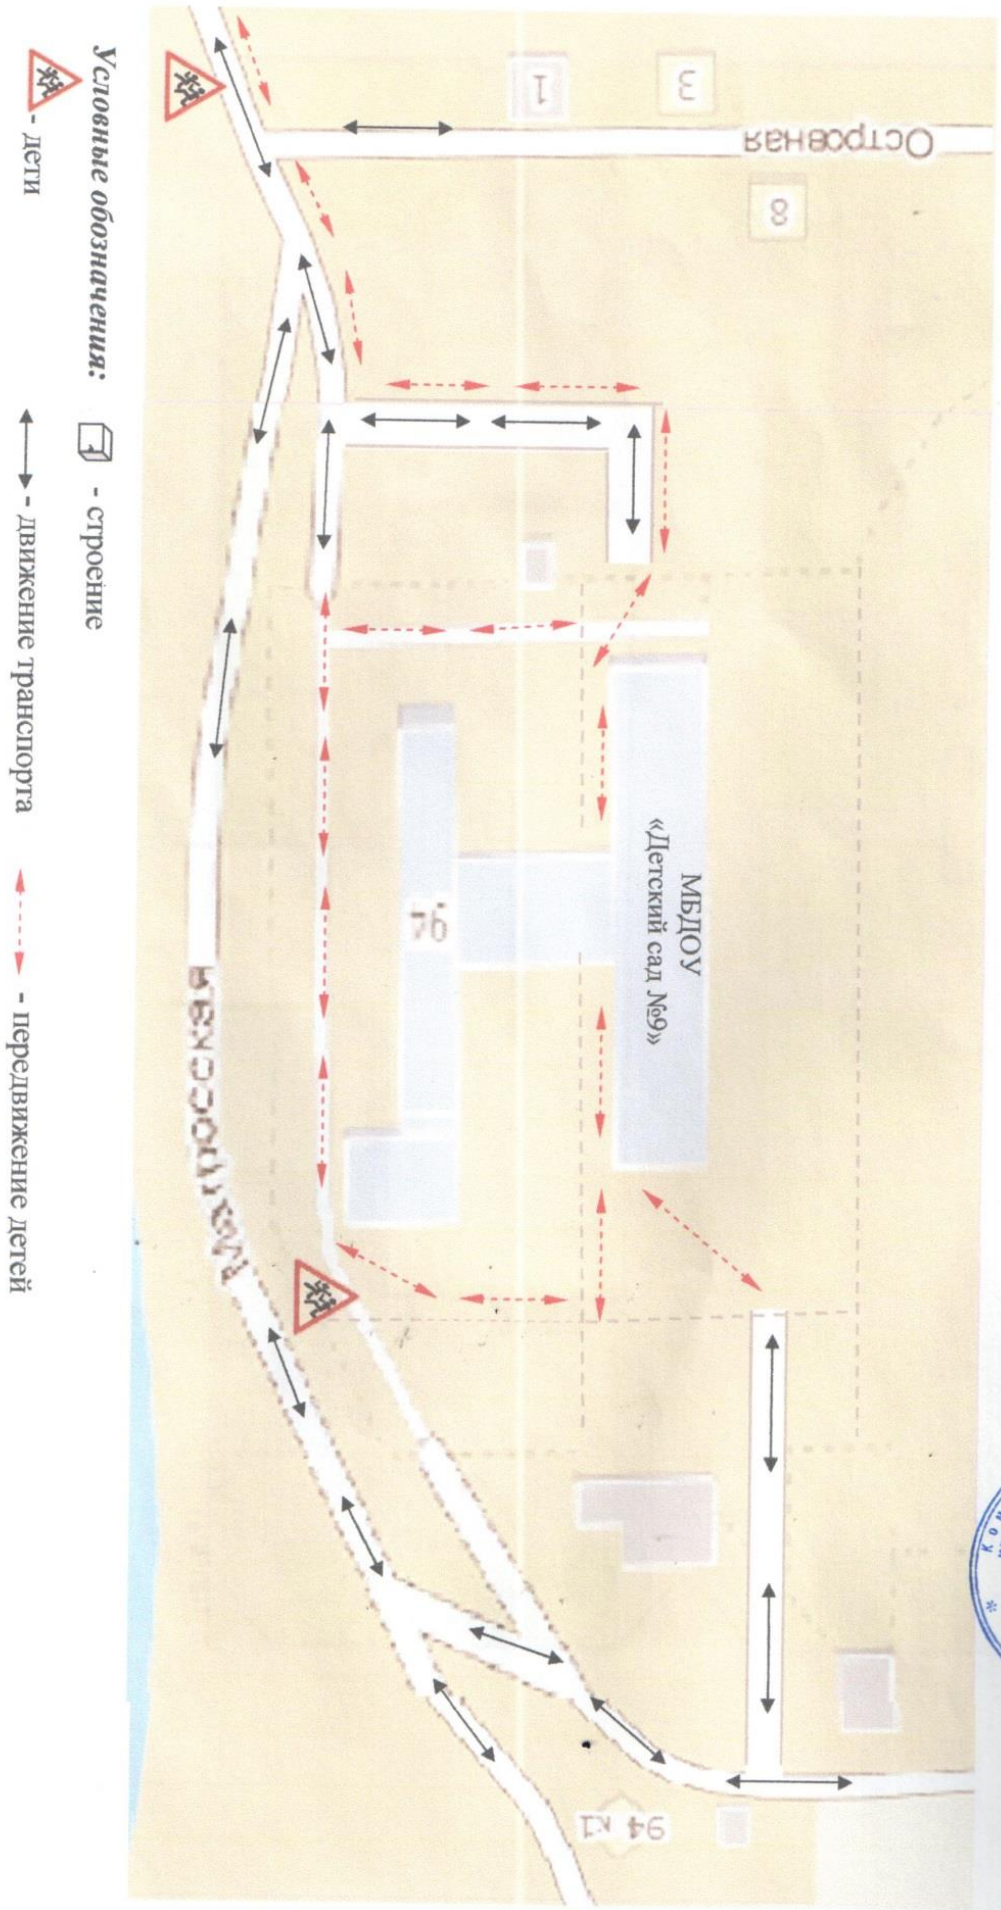 3
1
Островная
8
МБДОУ
«Детский сад №9»
94
Матросская
94 к1
Условные обозначения:
- строение
- дети
- движение транспорта
- передвижение детей